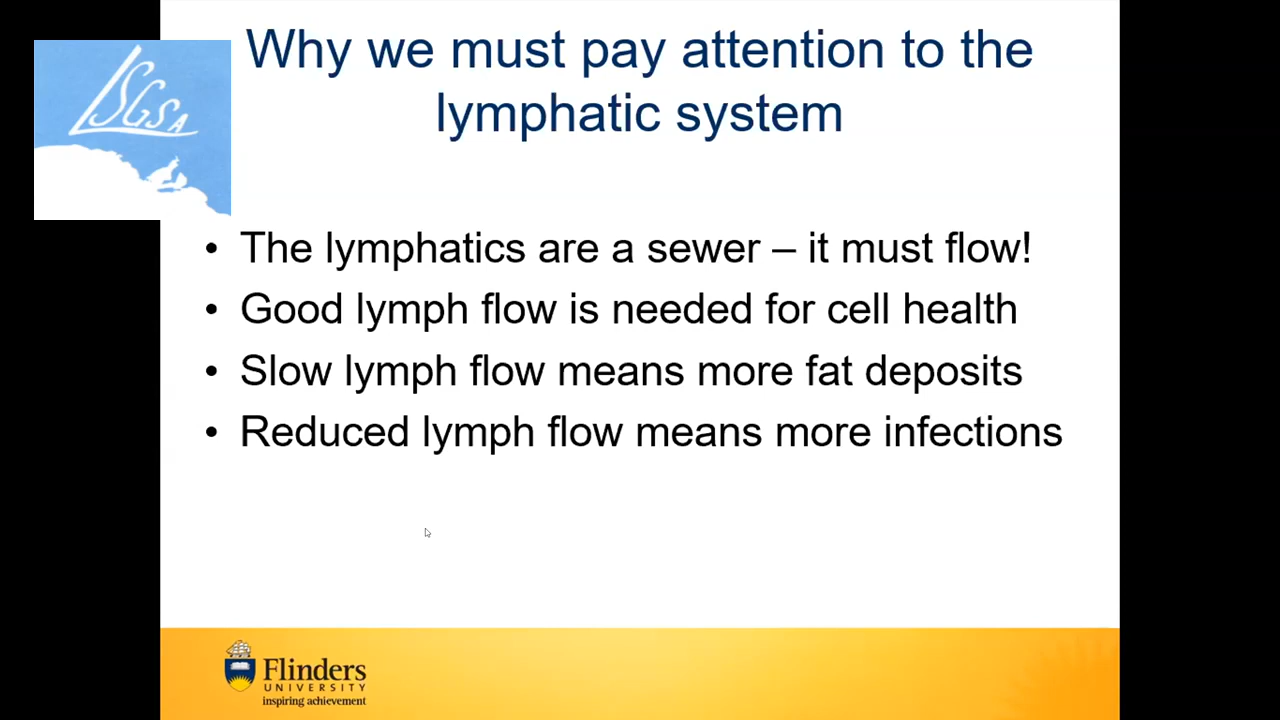 Why we must pay attention to the
lymphatic system
LSGSA
• The lymphatics are a sewer – it must flow!
• Good lymph flow is needed for cell health
• Slow lymph flow means more fat deposits
• Reduced lymph flow means more infections
Flinders
UNIVERSITY
inspiring achievement